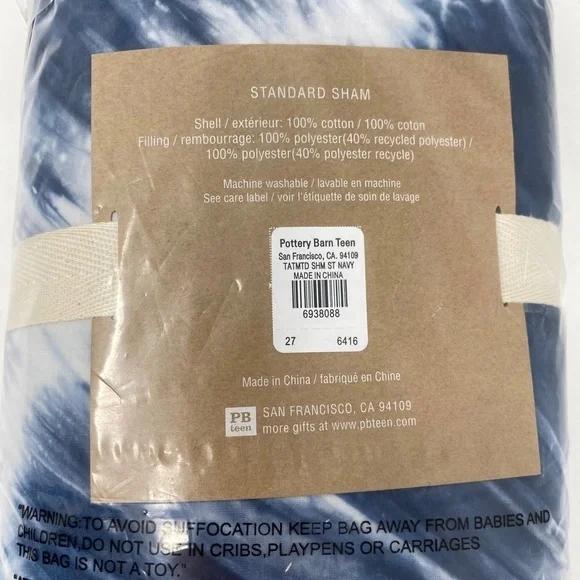 STANDARD SHAM
Shell / extérieur: 100% cotton / 100% coton
Filling / rembourrage: 100% polyester(40% recycled polyester) /
100% polyester(40% polyester recycle)
Machine washable / lavable en machine
See care label / voir l'étiquette de soin de lavage
Pottery Barn Teen
San Francisco, CA. 94109
TATMTD SHM ST NAVY
MADE IN CHINA
6938088
27 6416
Made in China / fabriqué en Chine
PB
teen
SAN FRANCISCO, CA 94109
more gifts at www.pbteen.com
"WARNING:TO AVOID SUFFOCATION KEEP BAG AWAY FROM BABIES AND
CHILDREN,DO NOT USE IN CRIBS,PLAYPENS OR CARRIAGES
THIS BAG IS NOT A TOY."